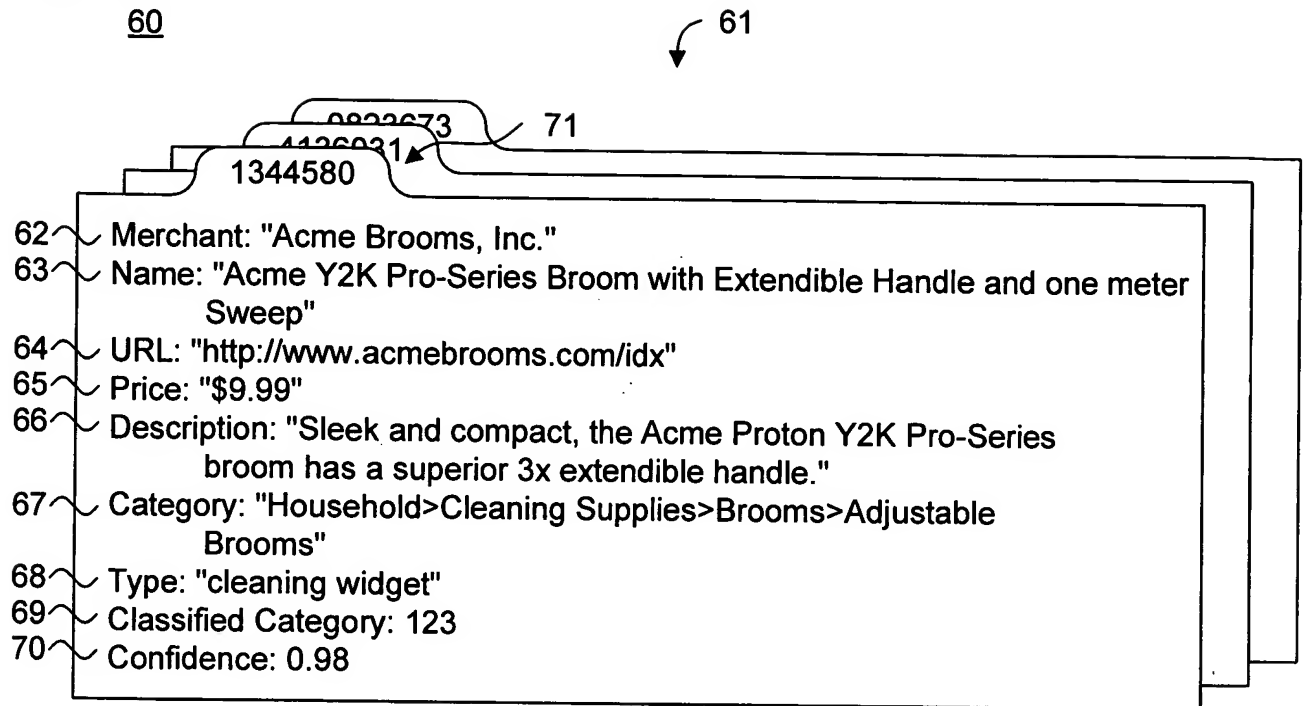 60
61
0822673
71
4126031
1344580
62 Merchant: "Acme Brooms, Inc."
63 Name: "Acme Y2K Pro-Series Broom with Extendible Handle and one meter
Sweep"
64 URL: "http://www.acmebrooms.com/idx"
65 Price: "$9.99"
66 Description: "Sleek and compact, the Acme Proton Y2K Pro-Series
broom has a superior 3x extendible handle."
67 Category: "Household>Cleaning Supplies>Brooms>Adjustable
Brooms"
68 Type: "cleaning widget"
69 Classified Category: 123
70 Confidence: 0.98